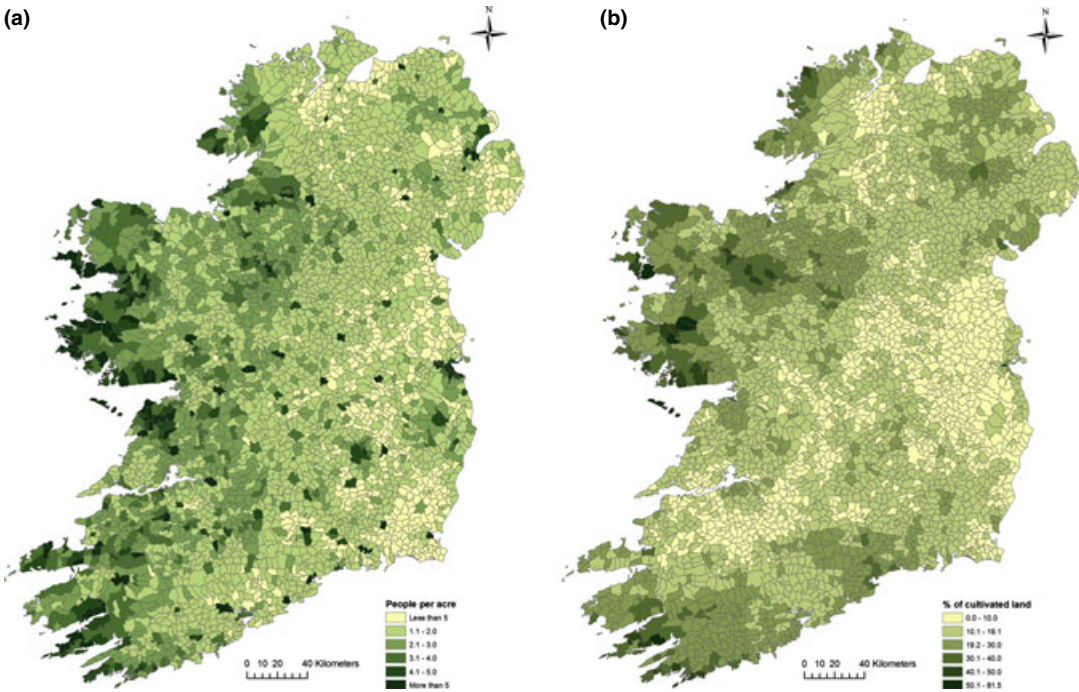 (a)
N
People per acre
Less than 5
1.1 - 2.0
2.1 - 3.0
3.1 - 4.0
4.1 - 5.0
More than 5
0 10 20 40 Kilometers
(b)
N
% of cultivated land
0.0 - 10.0
10.1 - 19.1
19.2 - 30.0
30.1 - 40.0
40.1 - 50.0
50.1 - 81.5
0 10 20 40 Kilometers